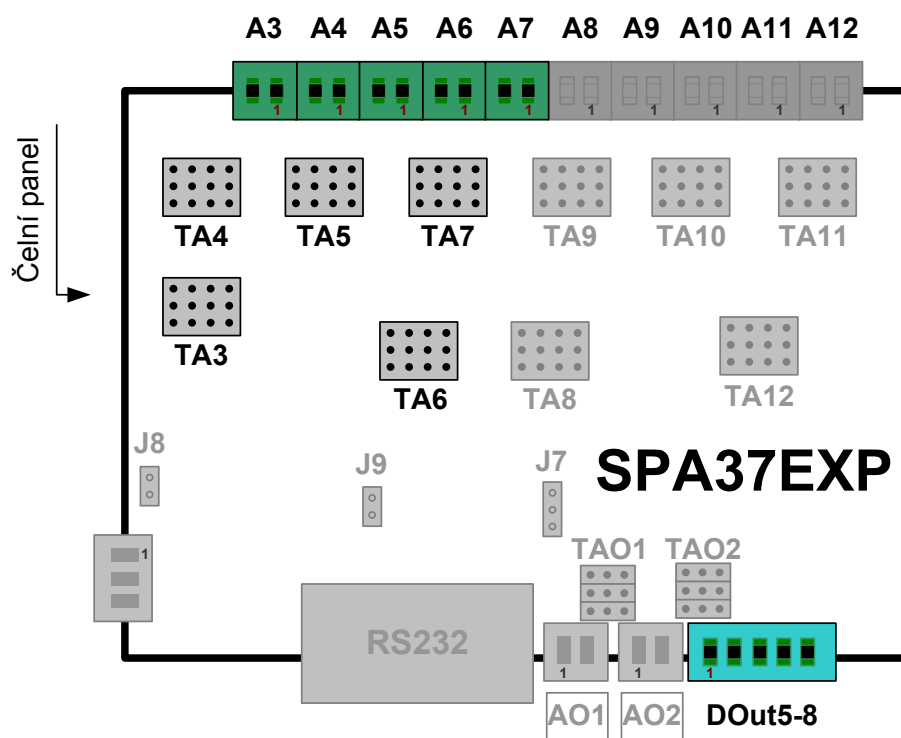 A3 A4 A5 A6 A7 A8 A9 A10 A11 A12
1 1 1 1 1 1 1 1 1 1
Čelní panel
TA4 TA5 TA7 TA9 TA10 TA11
TA3
TA6 TA8 TA12
J8 J9 J7
SPA37EXP
1
TAO1 TAO2
RS232
1 1 1
AO1 AO2 DOut5-8